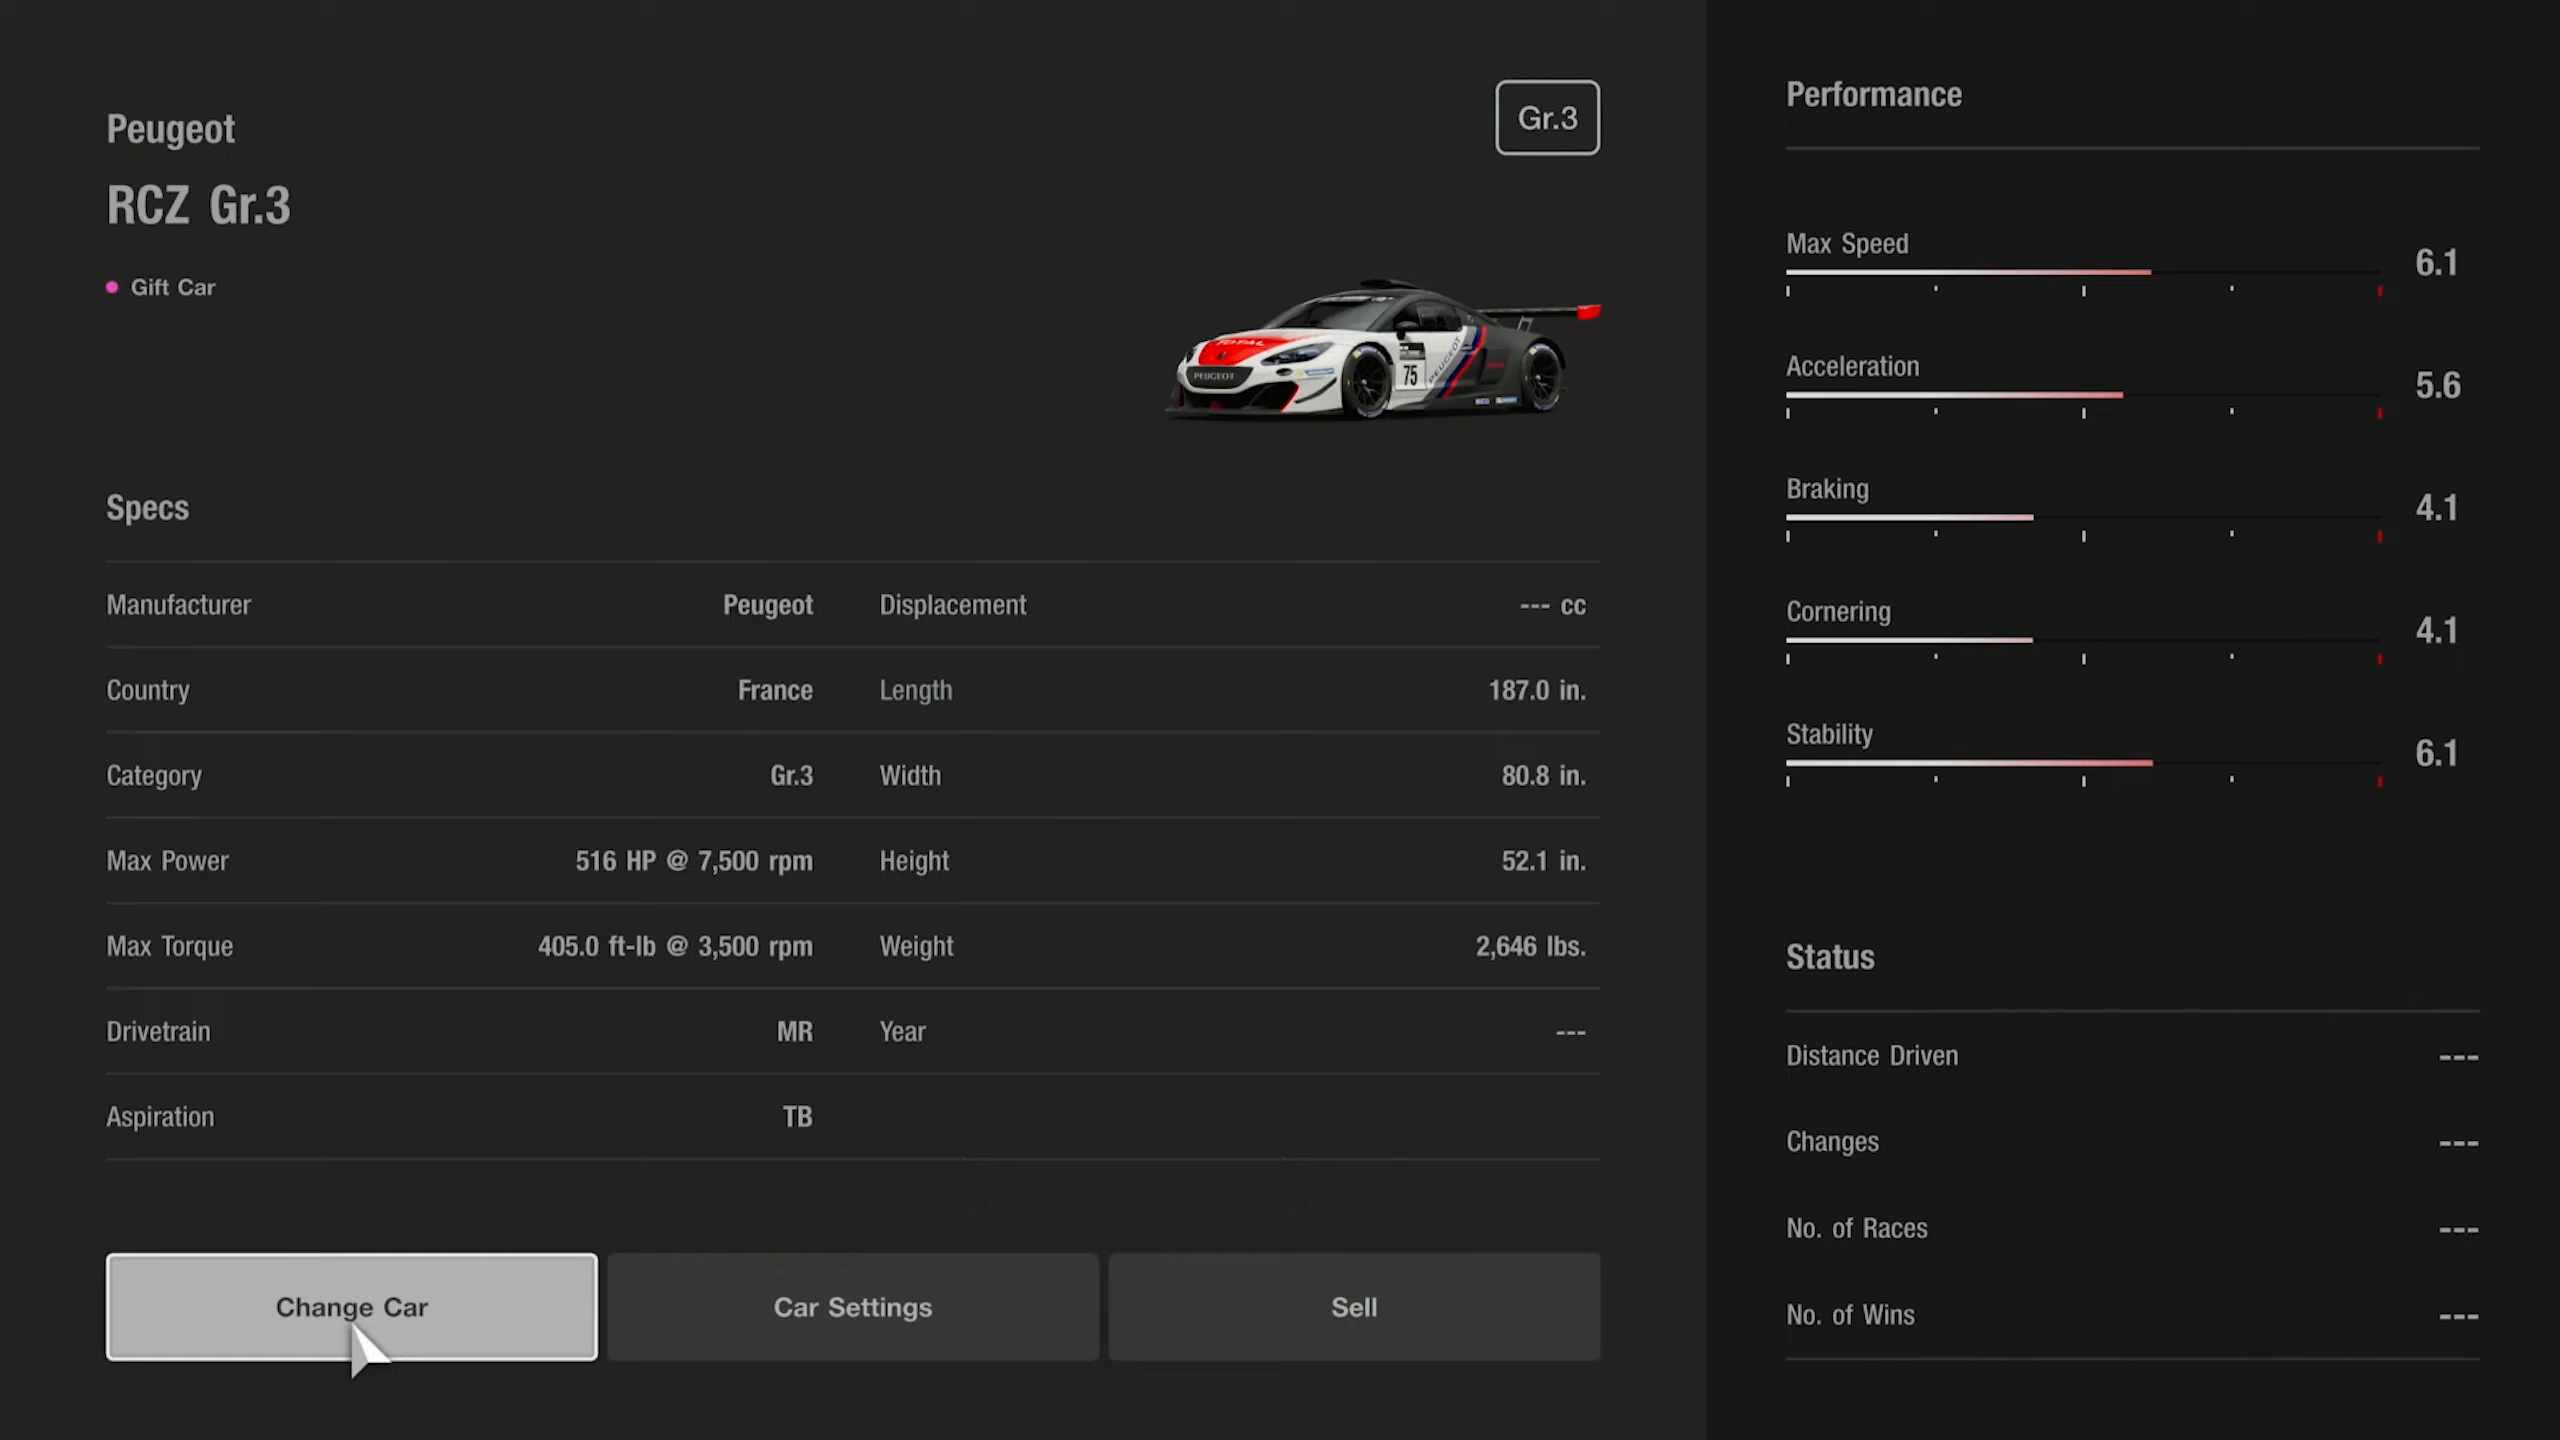 Peugeot
Gr.3
RCZ Gr.3
Gift Car
TOTAL
PEUGEOT
75
PEUGEOT
Specs
Manufacturer Peugeot Displacement --- cc
Country France Length 187.0 in.
Category Gr.3 Width 80.8 in.
Max Power 516 HP @ 7,500 rpm Height 52.1 in.
Max Torque 405.0 ft-lb @ 3,500 rpm Weight 2,646 lbs.
Drivetrain MR Year ---
Aspiration TB
Change Car Car Settings Sell
Performance
Max Speed 6.1
Acceleration 5.6
Braking 4.1
Cornering 4.1
Stability 6.1
Status
Distance Driven ---
Changes ---
No. of Races ---
No. of Wins ---